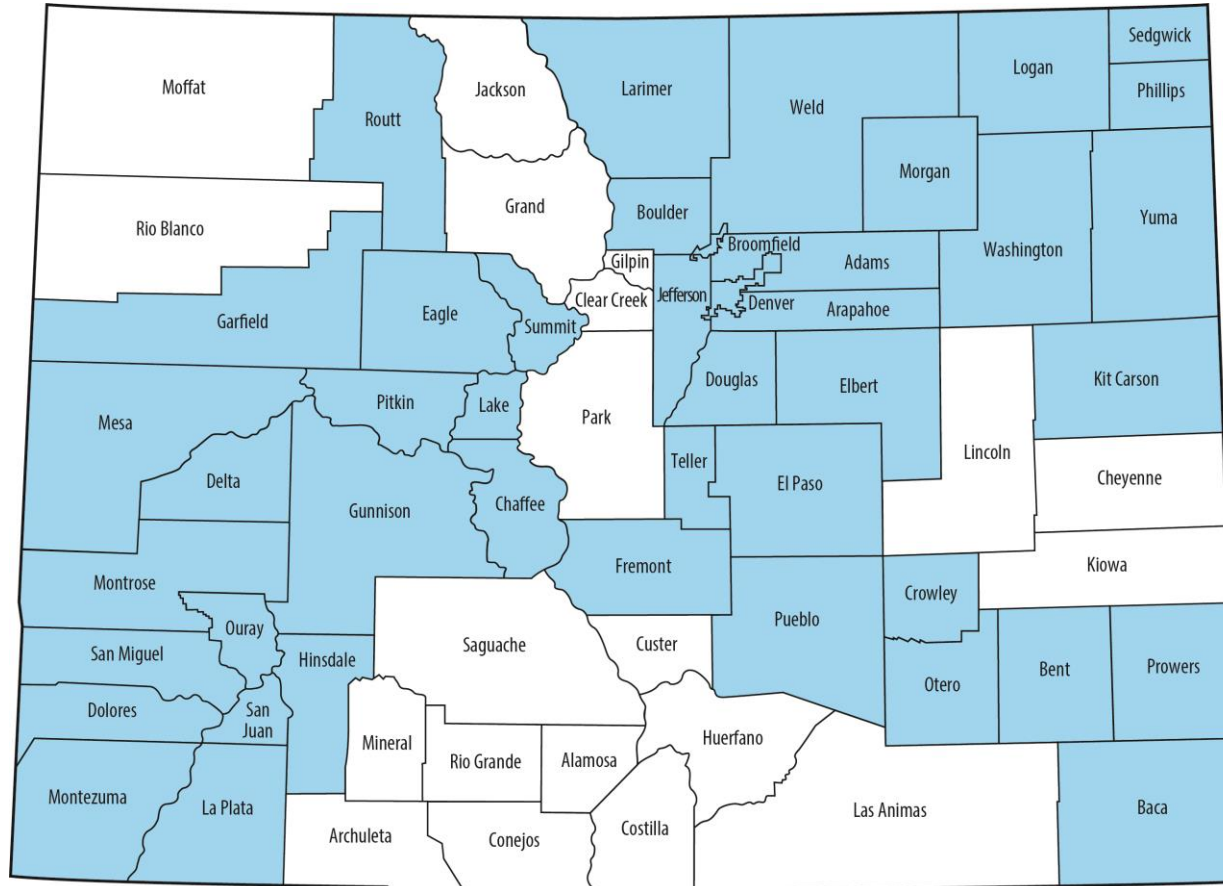 Moffat
Routt
Jackson
Larimer
Weld
Logan
Sedgwick
Phillips
Morgan
Rio Blanco
Grand
Boulder
Washington
Yuma
Broomfield
Gilpin
Adams
Clear Creek
Jefferson
Denver
Arapahoe
Garfield
Eagle
Summit
Mesa
Pitkin
Lake
Park
Douglas
Elbert
Kit Carson
Lincoln
Cheyenne
Delta
Gunnison
Chaffee
Teller
El Paso
Fremont
Kiowa
Montrose
Crowley
Ouray
Pueblo
San Miguel
Hinsdale
Saguache
Custer
Otero
Bent
Prowers
Dolores
San
Juan
Mineral
Rio Grande
Alamosa
Huerfano
Montezuma
La Plata
Archuleta
Conejos
Costilla
Las Animas
Baca